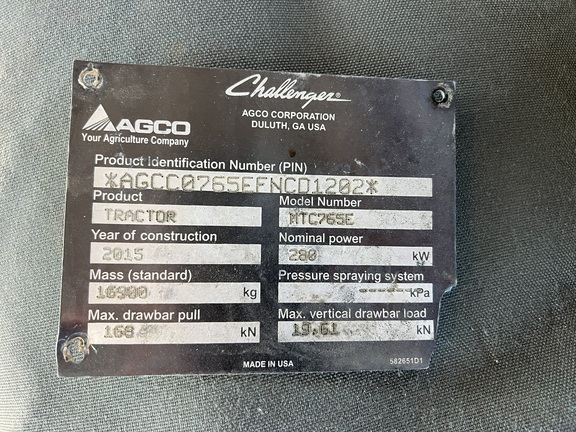 Challenger®
AGCO CORPORATION
DULUTH, GA USA
AGCO
Your Agriculture Company
Product Identification Number (PIN)
*AGCC0765EFNCD1202*
Product
Model Number
TRACTOR
MTC765E
Year of construction
Nominal power
2015
280 kW
Mass (standard)
Pressure spraying system
16900 kg
------ kPa
Max. drawbar pull
Max. vertical drawbar load
168 kN
19.61 kN
MADE IN USA
582651D1